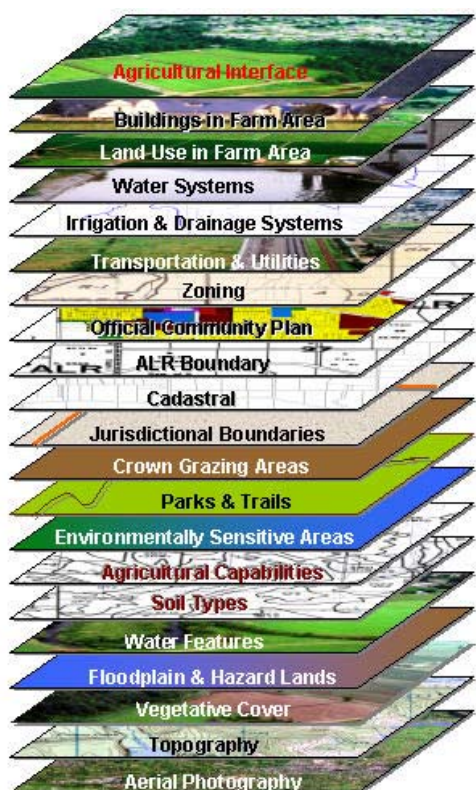 Agricultural Interface
Buildings in Farm Area
Land Use in Farm Area
Water Systems
Irrigation & Drainage Systems
Transportation & Utilities
Zoning
Official Community Plan
ALR
ALR Boundary
ALR
Cadastral
Jurisdictional Boundaries
Crown Grazing Areas
Parks & Trails
Environmentally Sensitive Areas
Agricultural Capabilities
Soil Types
Water Features
Floodplain & Hazard Lands
Vegetative Cover
Topography
Aerial Photography